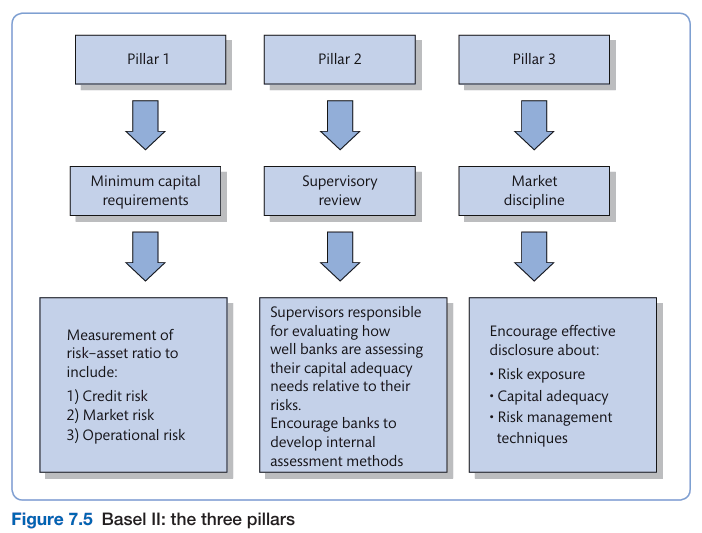 Pillar 1
Pillar 2
Pillar 3
Minimum capital
requirements
Supervisory
review
Market
discipline
Measurement of
risk–asset ratio to
include:
1) Credit risk
2) Market risk
3) Operational risk
Supervisors responsible
for evaluating how
well banks are assessing
their capital adequacy
needs relative to their
risks.
Encourage banks to
develop internal
assessment methods
Encourage effective
disclosure about:
• Risk exposure
• Capital adequacy
• Risk management
techniques
Figure 7.5 Basel II: the three pillars